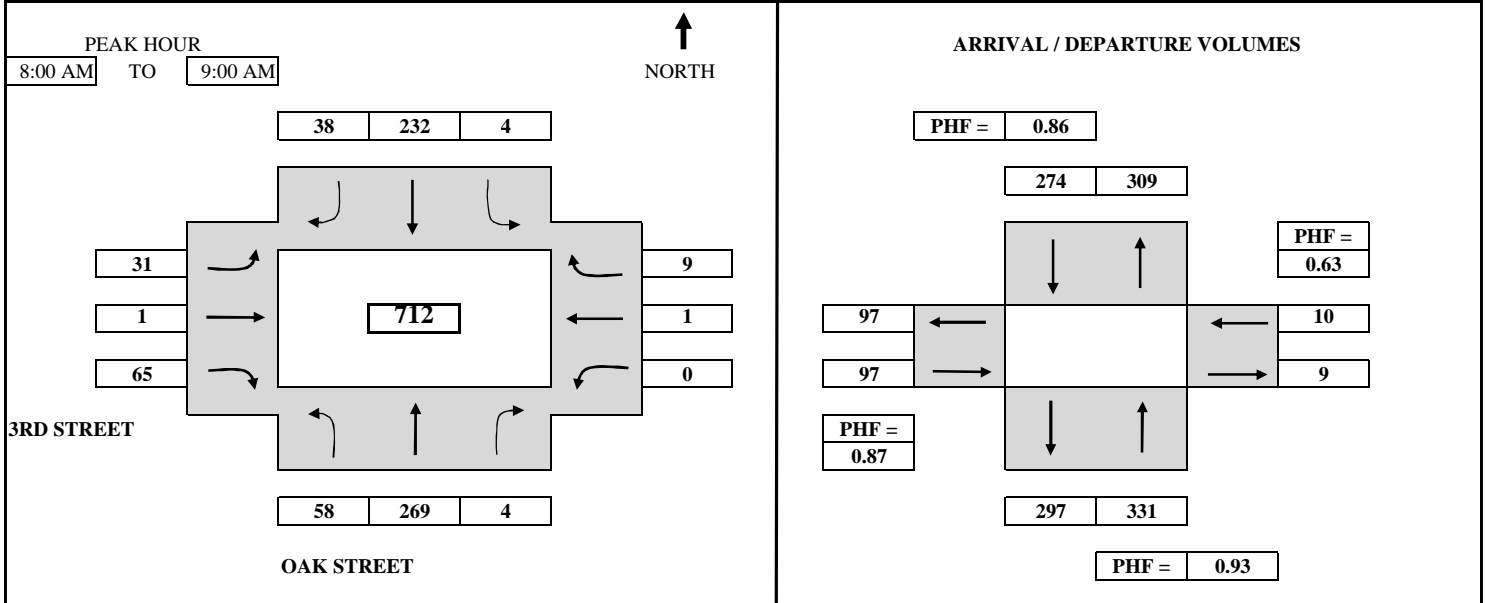 PEAK HOUR
8:00 AM TO 9:00 AM
NORTH
38 232 4
31 9
1 712 1
65 0
3RD STREET
58 269 4
OAK STREET
ARRIVAL / DEPARTURE VOLUMES
PHF = 0.86
274 309
PHF =
0.63
97 10
97 9
PHF =
0.87
297 331
PHF = 0.93